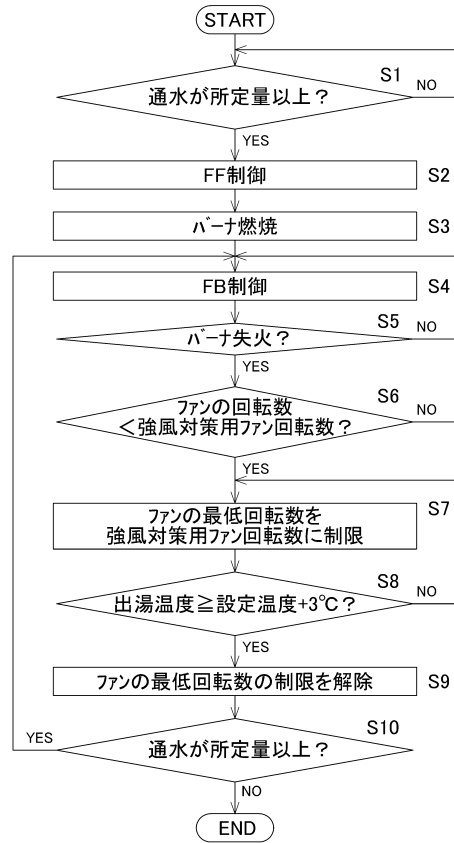 START
S1
通水が所定量以上？
NO
YES
FF制御
S2
バーナ燃焼
S3
FB制御
S4
S5
バーナ失火？
NO
YES
S6
ファンの回転数
＜強風対策用ファン回転数？
NO
YES
S7
ファンの最低回転数を
強風対策用ファン回転数に制限
S8
出湯温度≧設定温度+3℃？
NO
YES
ファンの最低回転数の制限を解除
S9
S10
YES
通水が所定量以上？
NO
END